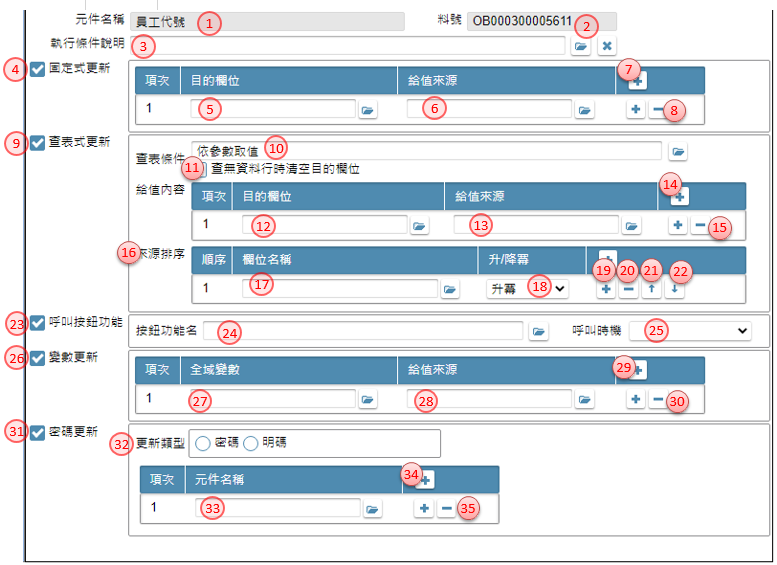 元件名稱 員工代號 1 料號 OB000300005611 2
執行條件說明 3
4 固定式更新
項次 目的欄位 給值來源 7
1 5 6 8
9 查表式更新
查表條件 依參數取值 10
11 查無資料行時清空目的欄位
給值內容
項次 目的欄位 給值來源 14
1 12 13 15
16 來源排序
順序 欄位名稱 升/降冪
1 17 升冪 18 19 20 21 22
23 呼叫按鈕功能 按鈕功能名 24 呼叫時機 25
26 變數更新
項次 全域變數 給值來源 29
1 27 28 30
31 密碼更新
32 更新類型 密碼 明碼
項次 元件名稱 34
1 33 35